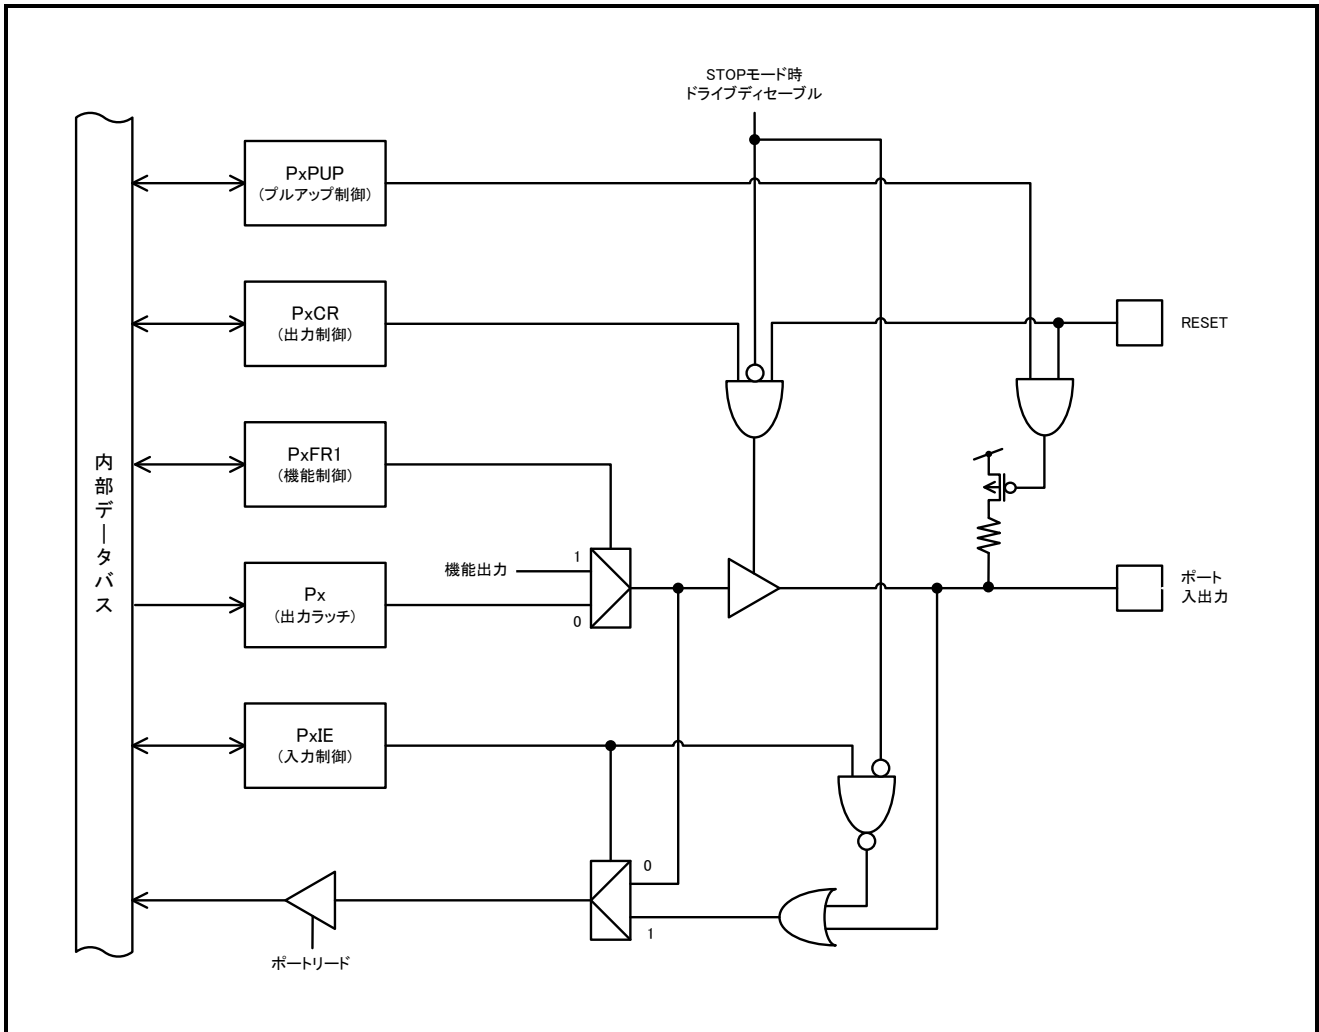 STOPモード時
ドライブディセーブル
PxPUP
(プルアップ制御)
PxCR
(出力制御)
RESET
内部データバス
PxFR1
(機能制御)
機能出力
1
0
Px
(出力ラッチ)
ポート
入出力
PxIE
(入力制御)
0
1
ポートリード